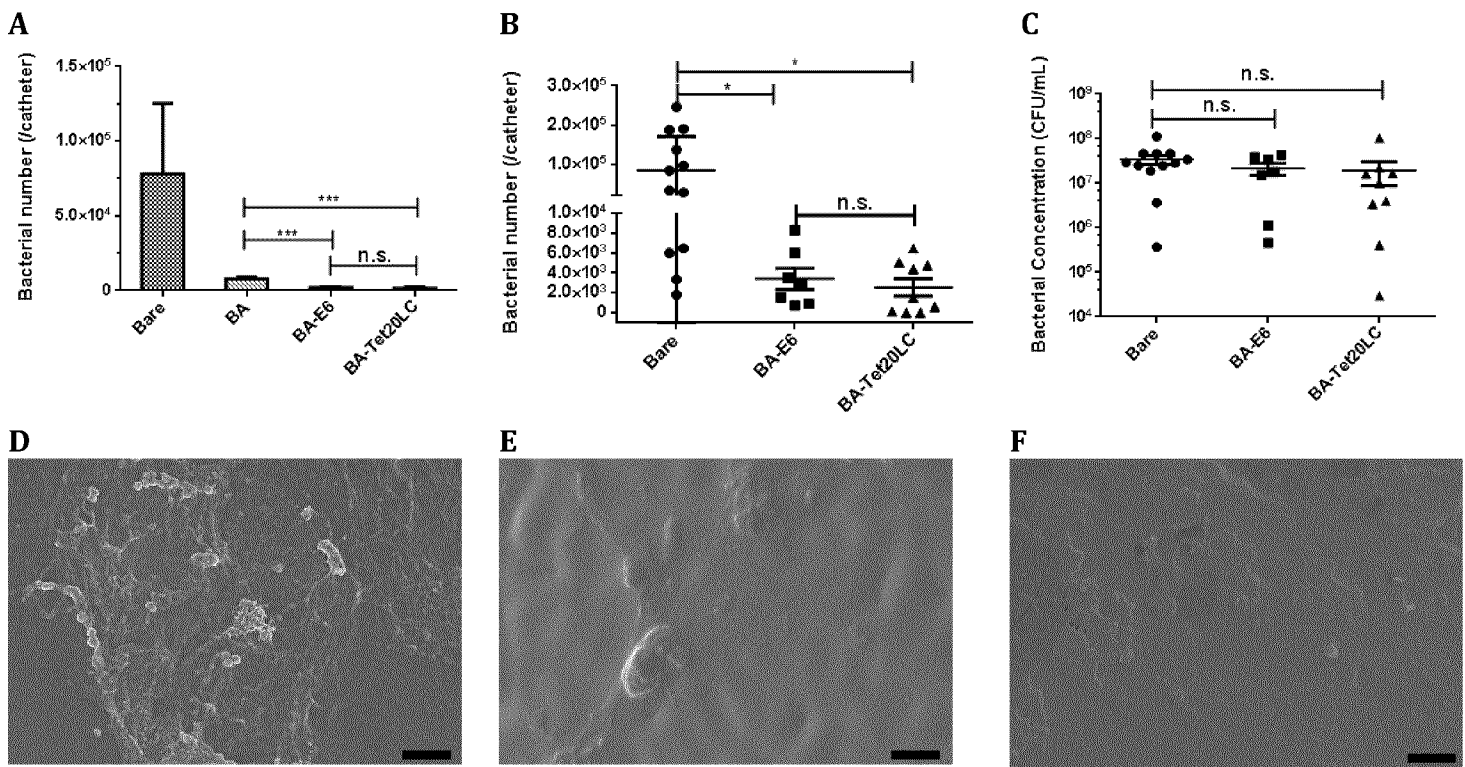 A
Bacterial number (/catheter)
1.5×10⁵
1.0×10⁵
5.0×10⁴
0
***
***
n.s.
Bare
BA
BA-E6
BA-Tet20LC
B
Bacterial number (/catheter)
3.0×10⁵
2.0×10⁵
1.0×10⁵
1.0×10⁴
8.0×10³
6.0×10³
4.0×10³
2.0×10³
0
*
*
n.s.
Bare
BA-E6
BA-Tet20LC
C
Bacterial Concentration (CFU/mL)
10⁹
10⁸
10⁷
10⁶
10⁵
10⁴
n.s.
n.s.
Bare
BA-E6
BA-Tet20LC
D
E
F